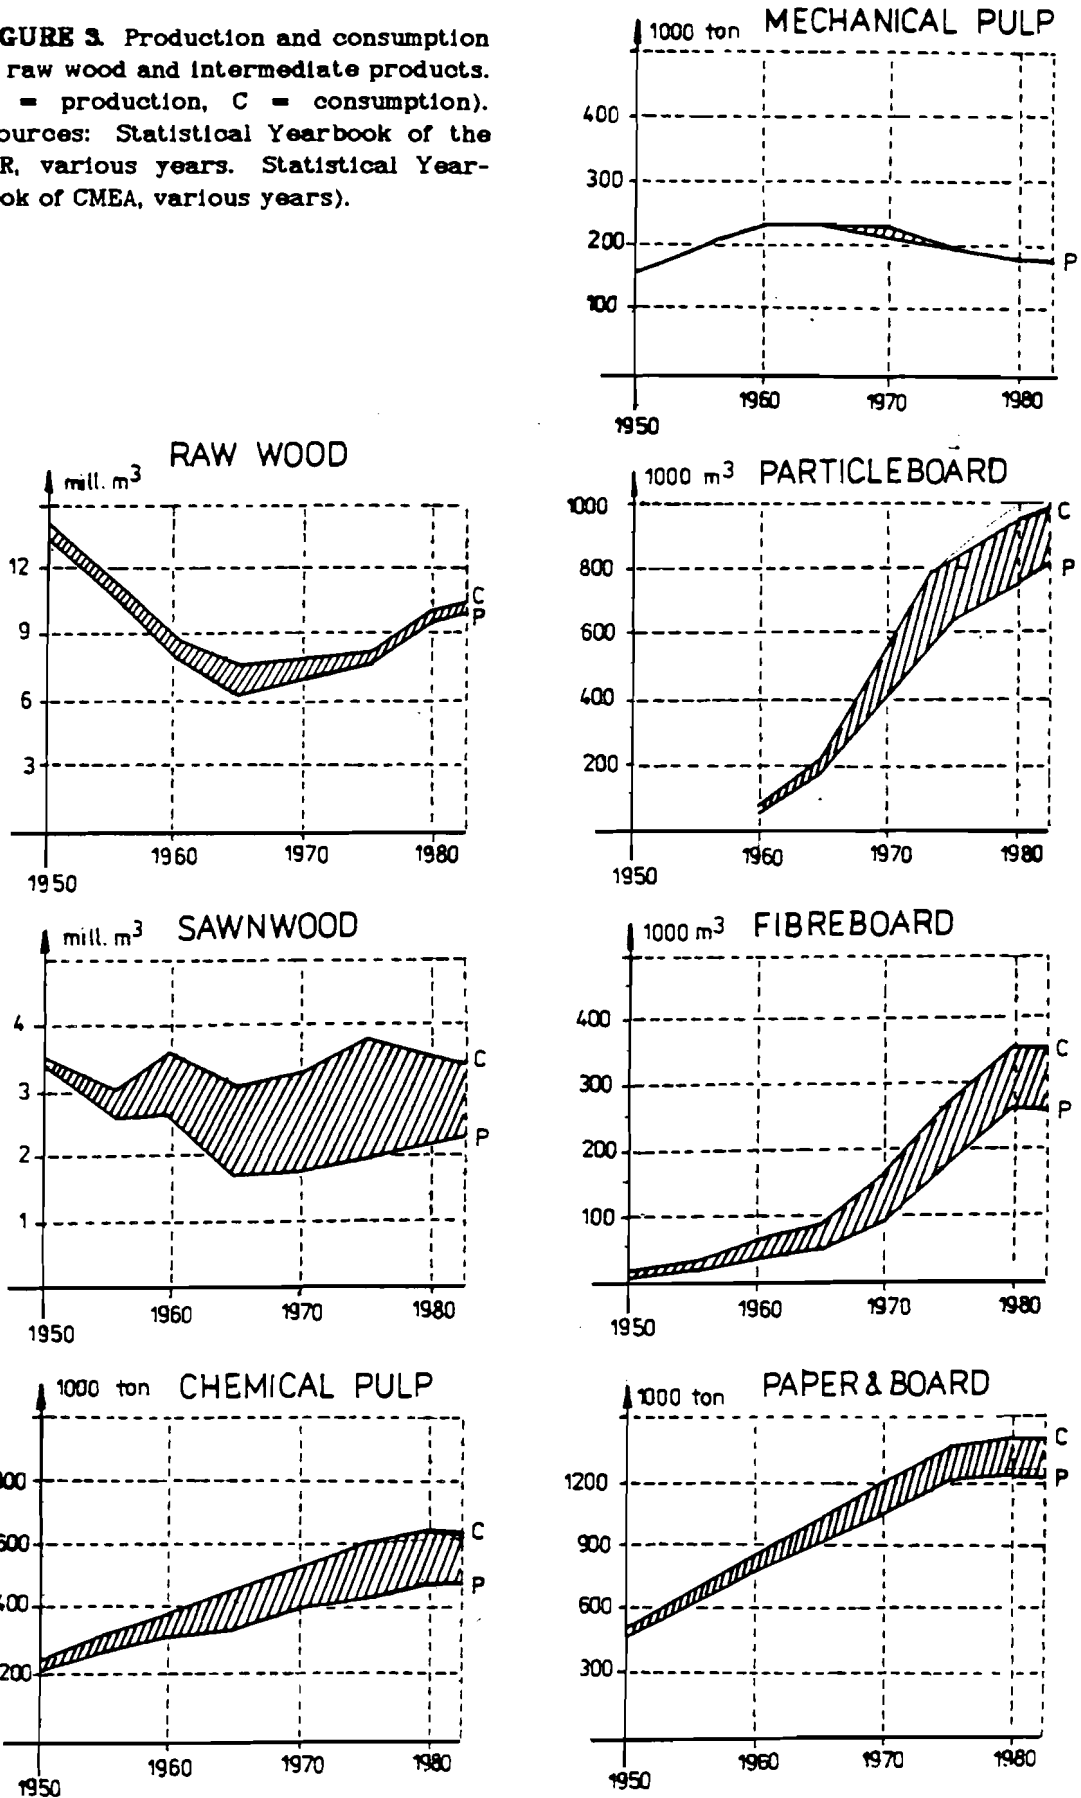 GURE 3. Production and consumption
raw wood and intermediate products.
= production, C = consumption).
ources: Statistical Yearbook of the
R, various years. Statistical Year-
ok of CMEA, various years).
1000 ton MECHANICAL PULP
400
300
200
100
P
1950
1960
1970
1980
RAW WOOD
mill. m³
12
9
6
3
C
P
1950
1960
1970
1980
1000 m³ PARTICLEBOARD
1000
800
600
400
200
C
P
1950
1960
1970
1980
mill. m³ SAWNWOOD
4
3
2
1
C
P
1950
1960
1970
1980
1000 m³ FIBREBOARD
400
300
200
100
C
P
1950
1960
1970
1980
1000 ton CHEMICAL PULP
00
600
400
200
C
P
1950
1960
1970
1980
1000 ton PAPER & BOARD
1200
900
600
300
C
P
1950
1960
1970
1980